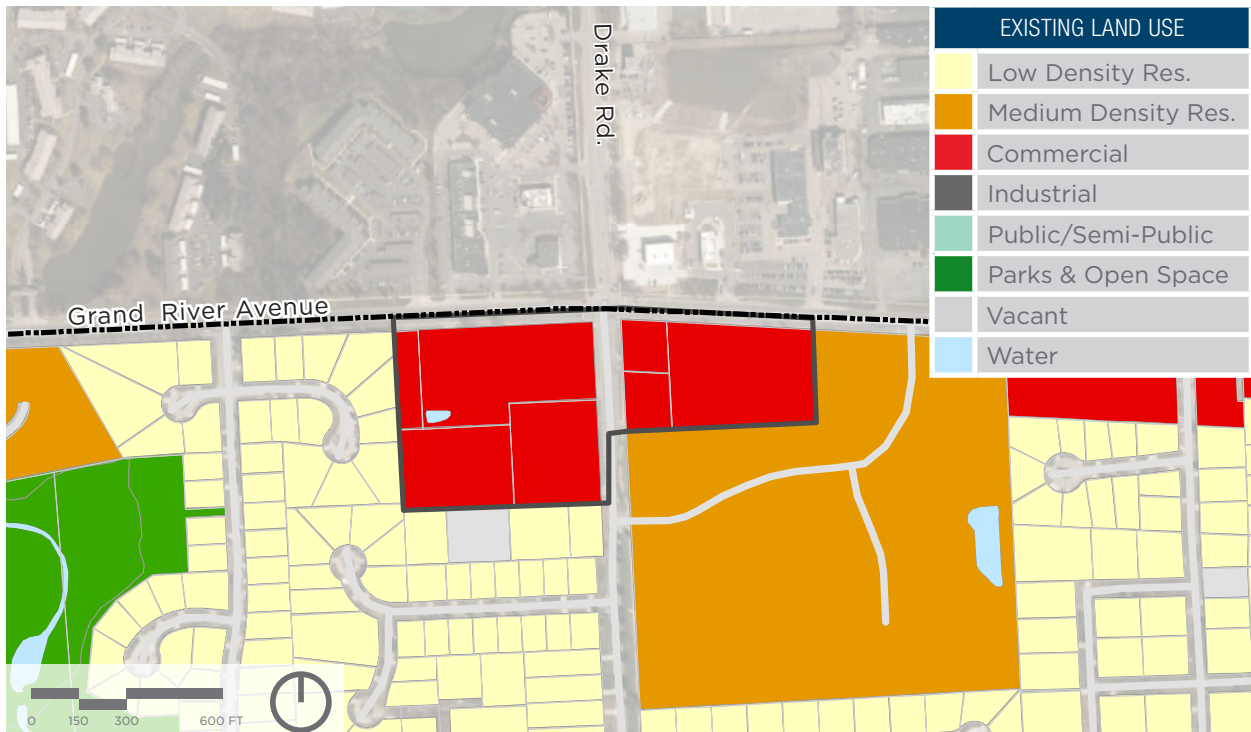 Drake Rd.
EXISTING LAND USE
Low Density Res.
Medium Density Res.
Commercial
Industrial
Public/Semi-Public
Parks & Open Space
Vacant
Water
Grand River Avenue
0 150 300 600 FT